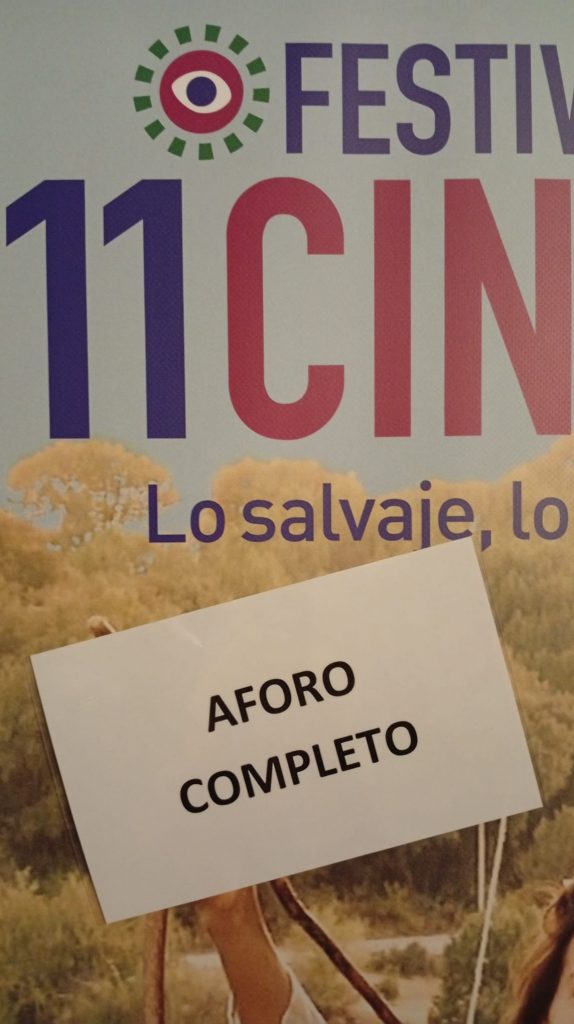 FESTIV
11CIN
Lo salvaje, lo
AFORO
COMPLETO